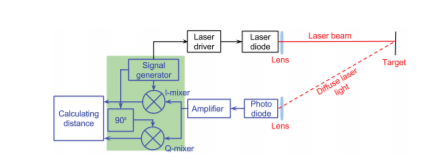 Laser
driver
Laser
diode
Laser beam
Lens
Target
Signal
generator
I-mixer
Diffuse laser
light
Calculating
distance
90°
Amplifier
Photo
diode
Lens
Q-mixer